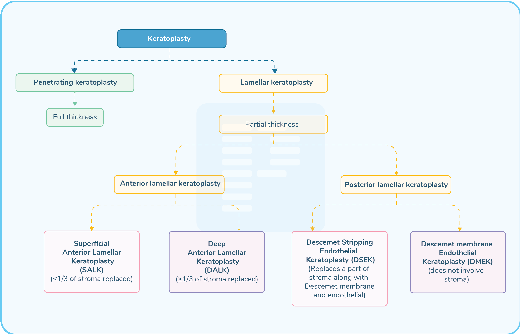 Keratoplasty
Penetrating keratoplasty
Lamellar keratoplasty
Full thickness
Partial thickness
Anterior lamellar keratoplasty
Posterior lamellar keratoplasty
Superficial
Anterior Lamellar
Keratoplasty
(SALK)
(<1/3 of stroma replaced)
Deep
Anterior Lamellar
Keratoplasty
(DALK)
(>1/3 of stroma replaced)
Descemet Stripping
Endothelial
Keratoplasty (DSEK)
(Replaces a part of
stroma along with
Descemet membrane
and endothelial)
Descemet membrane
Endothelial
Keratoplasty (DMEK)
(does not involve
stroma)